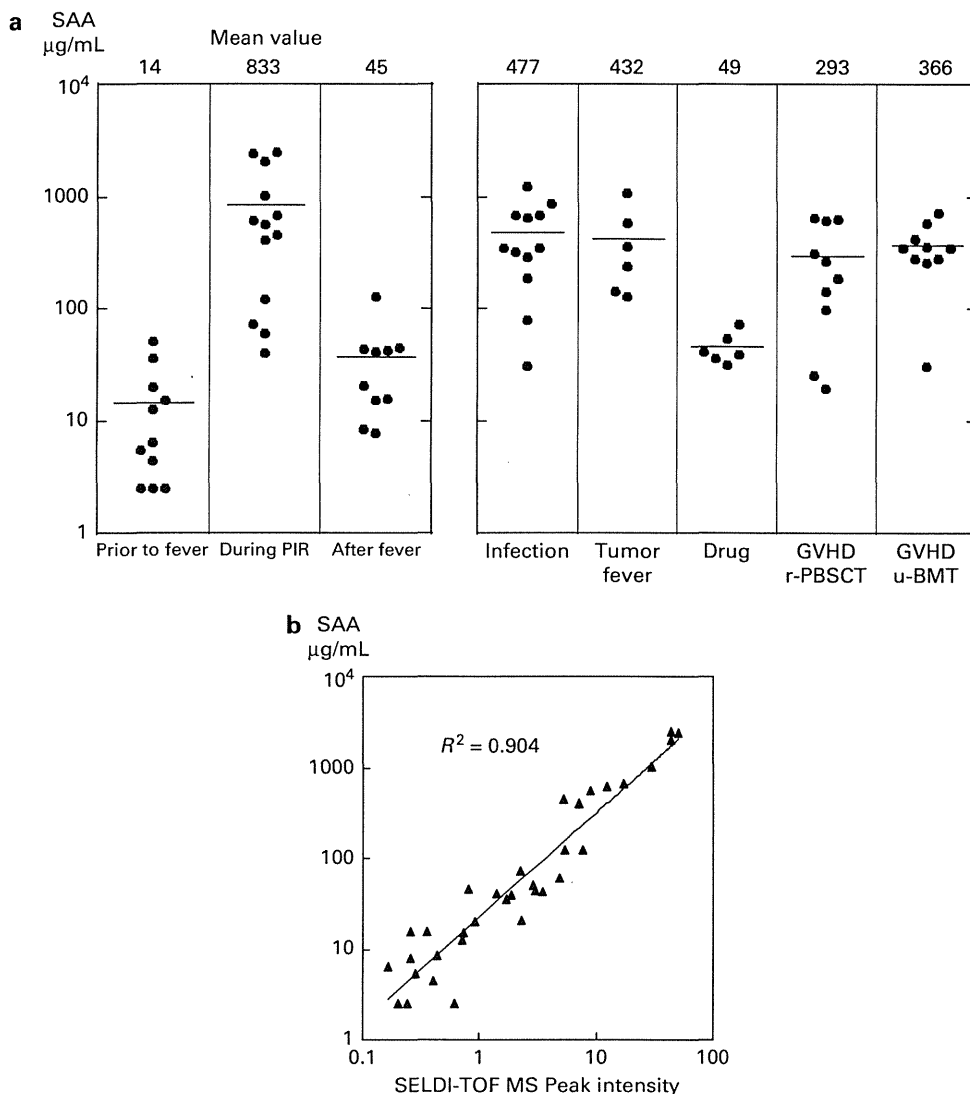 a
SAA
μg/mL
Mean value
14 833 45 477 432 49 293 366
10⁴
1000
100
10
1
Prior to fever During PIR After fever Infection Tumor fever Drug GVHD r-PBSCT GVHD u-BMT
b
SAA
μg/mL
10⁴
R² = 0.904
1000
100
10
1
0.1 1 10 100
SELDI-TOF MS Peak intensity